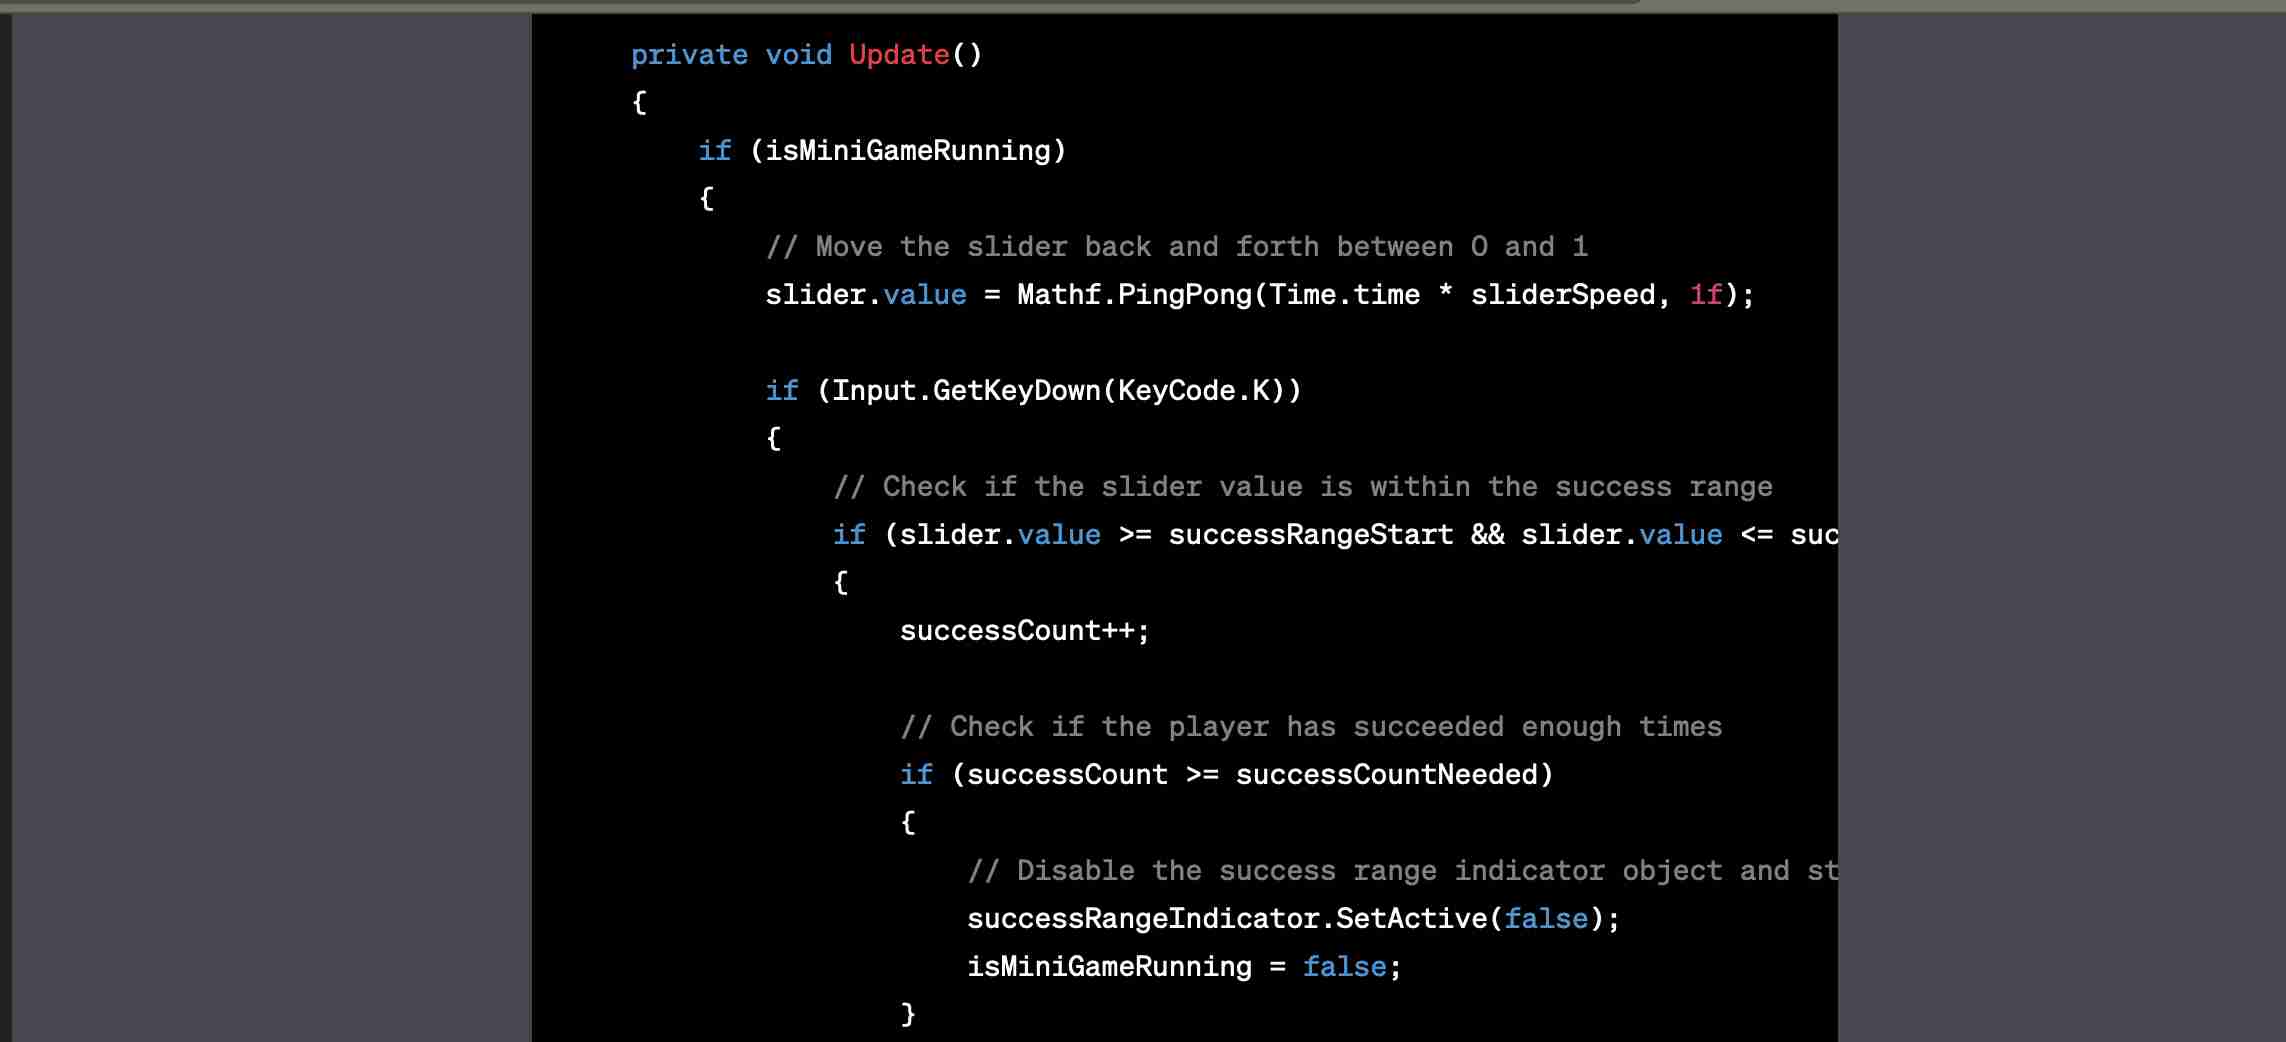 private void Update()
{
if (isMiniGameRunning)
{
// Move the slider back and forth between 0 and 1
slider.value = Mathf.PingPong(Time.time * sliderSpeed, 1f);
if (Input.GetKeyDown(KeyCode.K))
{
// Check if the slider value is within the success range
if (slider.value >= successRangeStart && slider.value <= suc
{
successCount++;
// Check if the player has succeeded enough times
if (successCount >= successCountNeeded)
{
// Disable the success range indicator object and st
successRangeIndicator.SetActive(false);
isMiniGameRunning = false;
}